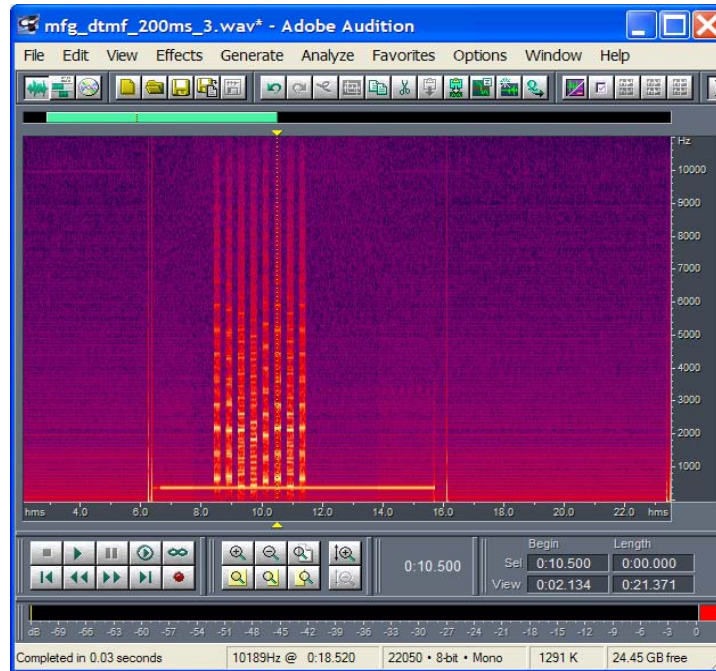 mfg_dtmf_200ms_3.wav* - Adobe Audition
File Edit View Effects Generate Analyze Favorites Options Window Help
Hz
10000
9000
8000
7000
6000
5000
4000
3000
2000
1000
hms 4.0 6.0 8.0 10.0 12.0 14.0 16.0 18.0 20.0 22.0 hms
0:10.500
Begin Length
Sel 0:10.500 0:00.000
View 0:02.134 0:21.371
dB -69 -66 -63 -60 -57 -54 -51 -48 -45 -42 -39 -36 -33 -30 -27 -24 -21 -18 -15 -12 -9 -6 -3 0
Completed in 0.03 seconds 10189Hz @ 0:18.520 22050 • 8-bit • Mono 1291 K 24.45 GB free